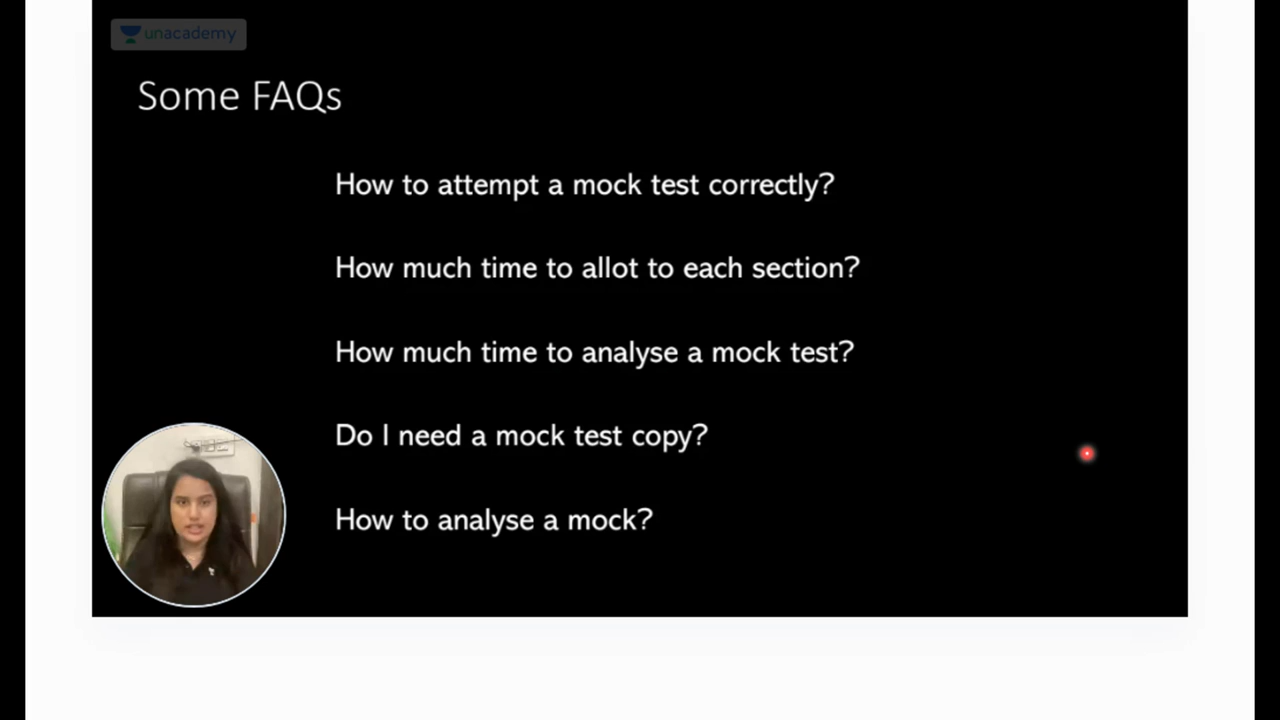 unacademy
Some FAQs
How to attempt a mock test correctly?
How much time to allot to each section?
How much time to analyse a mock test?
Do I need a mock test copy?
How to analyse a mock?